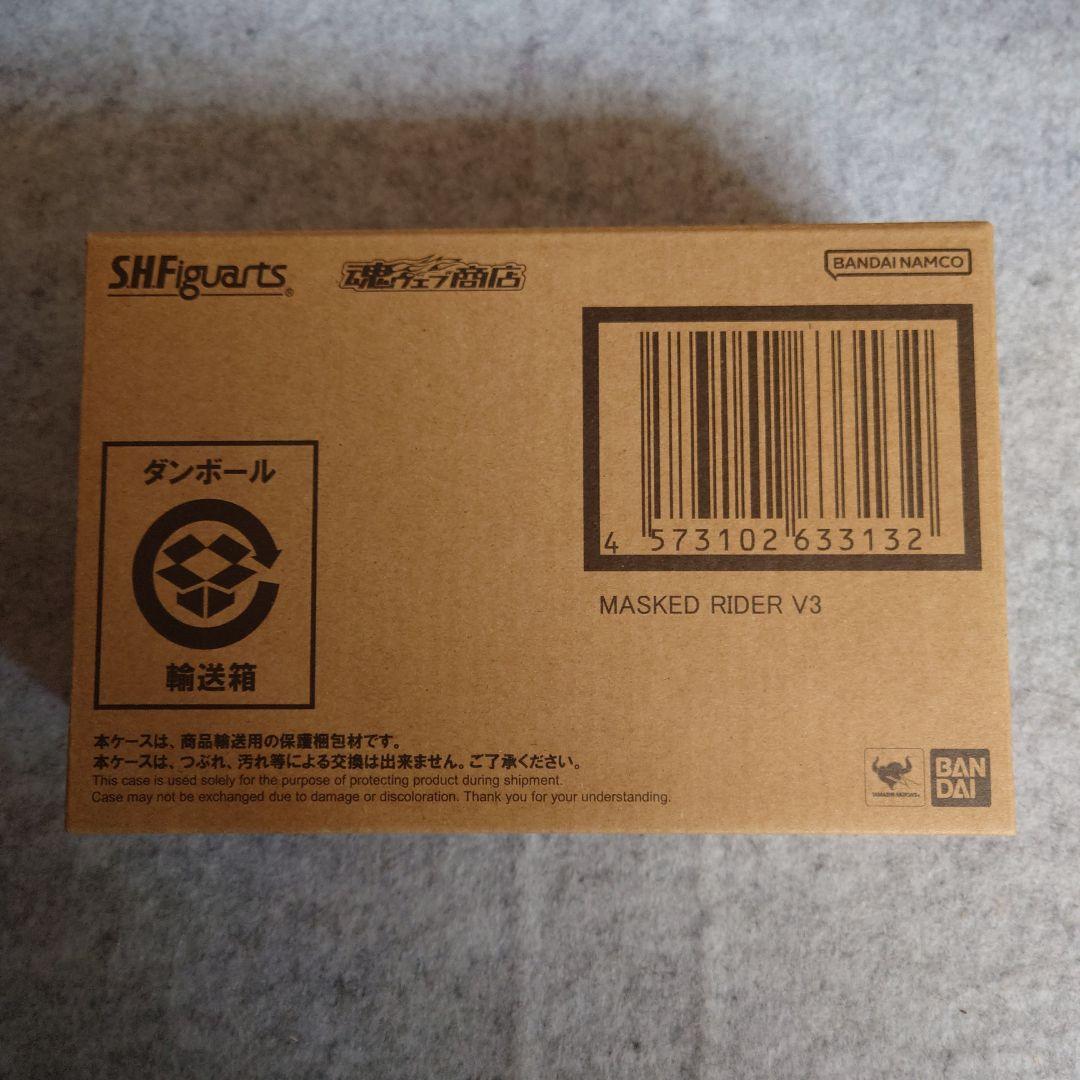 S.H.Figuarts®
魂ウェブ商店
BANDAI NAMCO
4 573102 633132
MASKED RIDER V3
ダンボール
輸送箱
本ケースは、商品輸送用の保護梱包材です。
本ケースは、つぶれ、汚れ等による交換は出来ません。ご了承ください。
This case is used solely for the purpose of protecting product during shipment.
Case may not be exchanged due to damage or discoloration. Thank you for your understanding.
TAMASHII NATIONS®
BAN
DAI